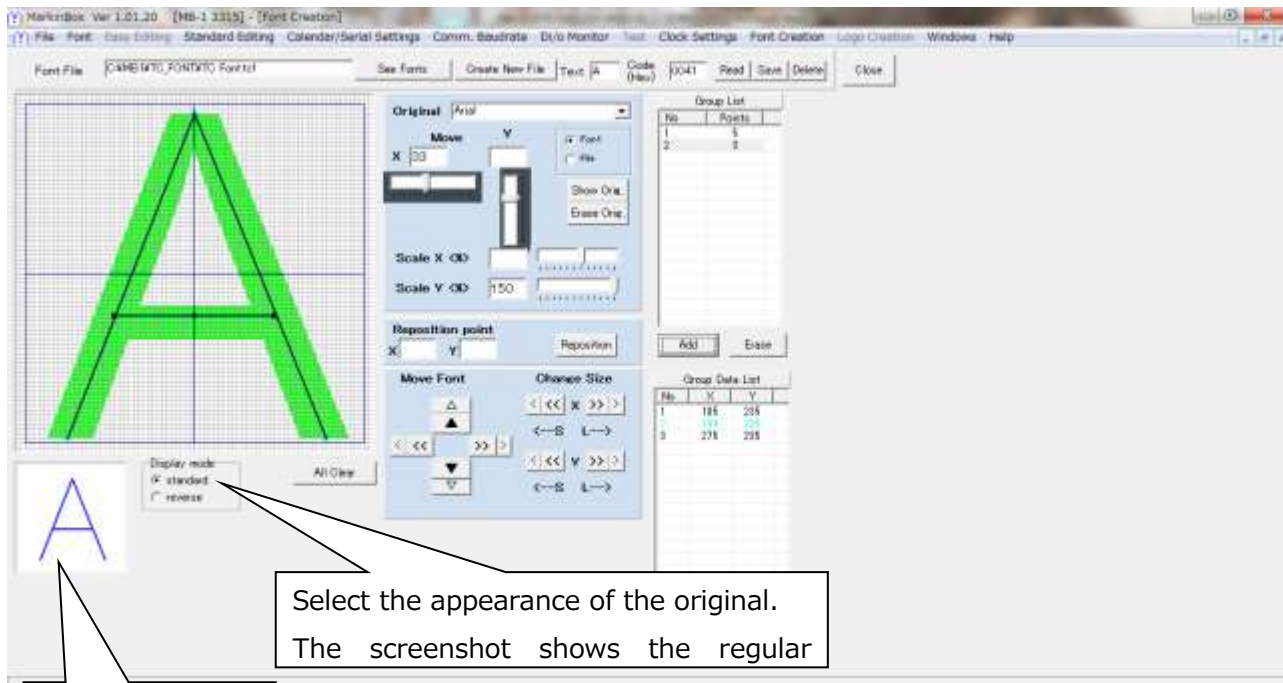 MarkinBox Ver 1.01.20 [MB-1 3315] - [Font Creation]
File Font Easy Editing Standard Editing Calendar/Serial Settings Comm. Baudrate DI/o Monitor Test Clock Settings Font Creation Logo Creation Windows Help
Font File See Fonts Create New File Text A Code (Hex) 0041 Read Save Delete Close
Original Arial
Move Y
X 33
Font
File
Show Orig.
Erase Orig.
Scale X <X>
Scale Y <X> 150
Reposition point
X Y Reposition
Move Font Change Size
< << X >> >
<---S L--->
< << >> >
< << Y >> >
<---S L--->
Group List
No Points
1 5
2 0
Add Erase
Group Data List
No X Y
1 185 235
3 275 235
Display mode
standard
reverse
All Clear
Select the appearance of the original.
The screenshot shows the regular